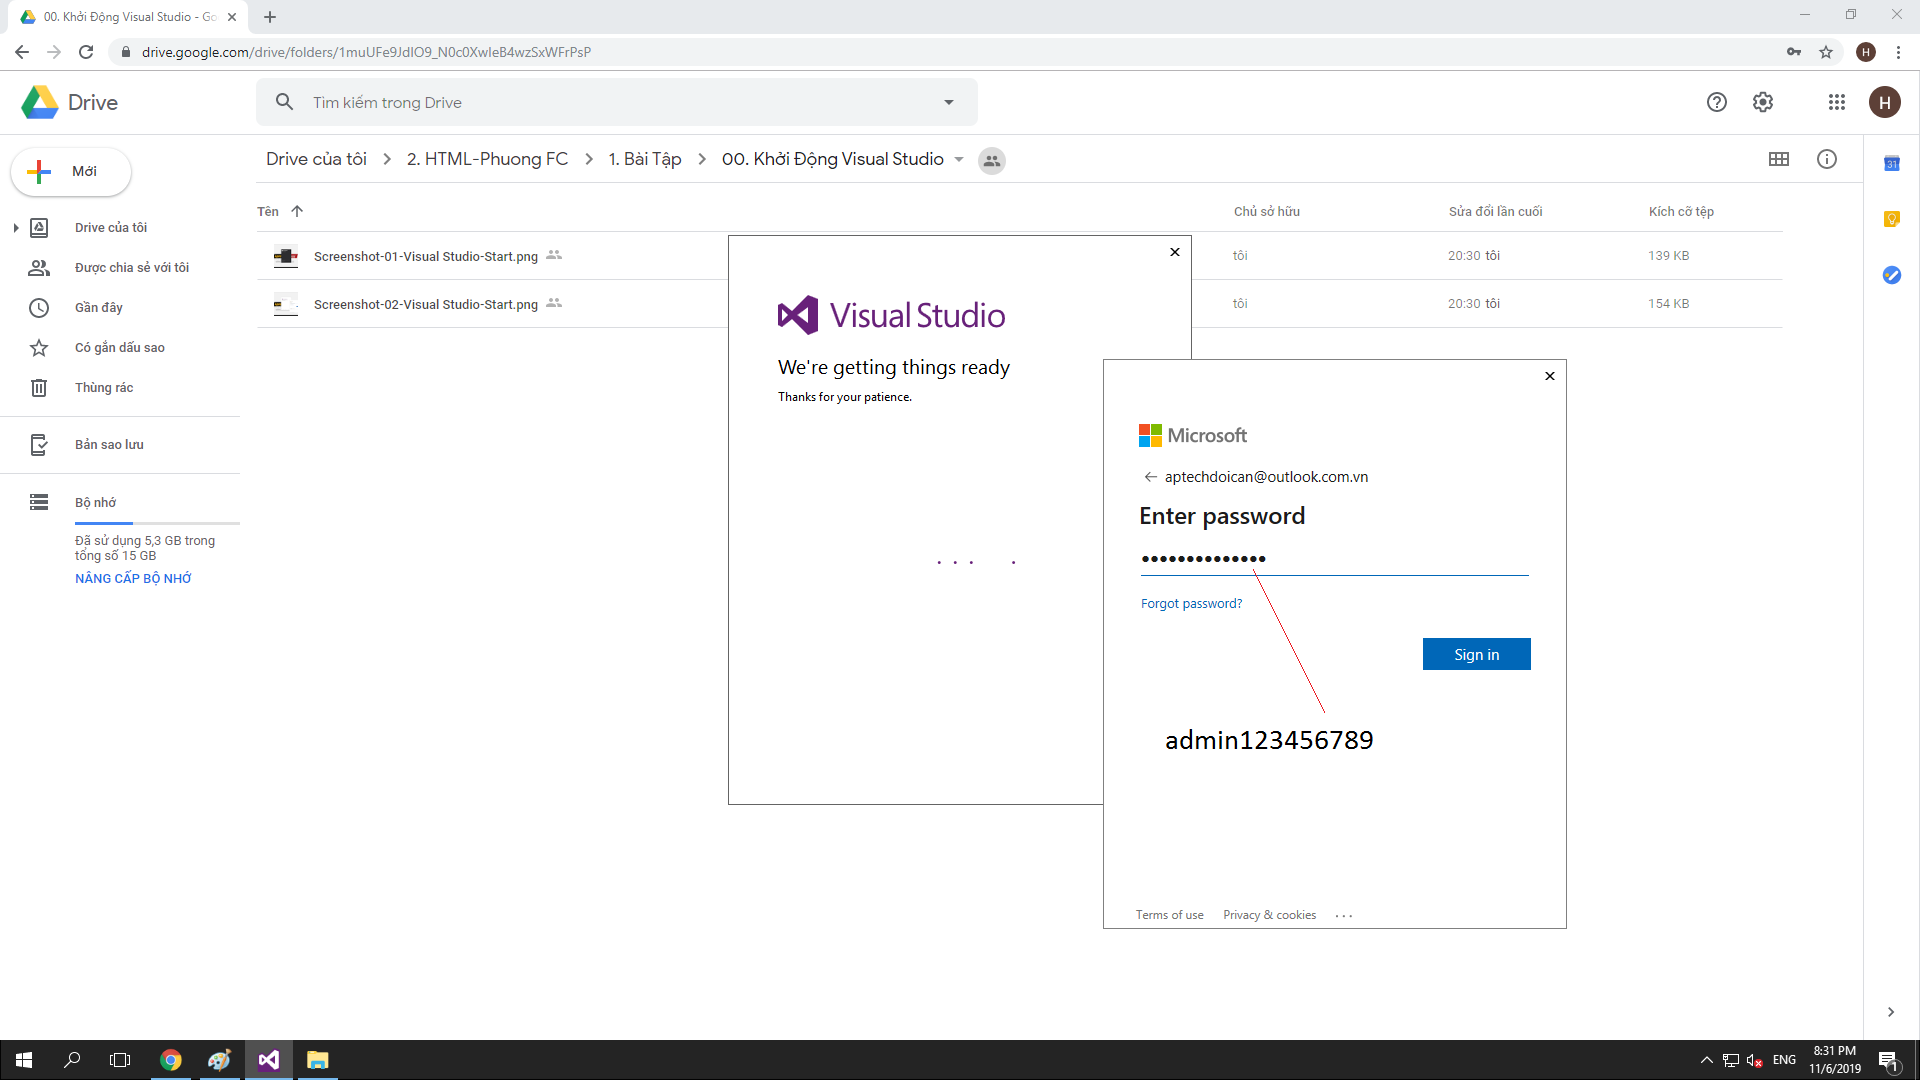 00. Khởi Động Visual Studio - Go
drive.google.com/drive/folders/1muUFe9JdIO9_N0c0XwIeB4wzSxWFrPsP
H
Drive
Tìm kiếm trong Drive
H
Mới
Drive của tôi
2. HTML-Phuong FC
1. Bài Tập
00. Khởi Động Visual Studio
31
Tên
Chủ sở hữu
Sửa đổi lần cuối
Kích cỡ tệp
Drive của tôi
Được chia sẻ với tôi
Gần đây
Có gắn dấu sao
Thùng rác
Bản sao lưu
Bộ nhớ
Đã sử dụng 5,3 GB trong
tổng số 15 GB
NÂNG CẤP BỘ NHỚ
Screenshot-01-Visual Studio-Start.png
tôi
20:30 tôi
139 KB
Screenshot-02-Visual Studio-Start.png
tôi
20:30 tôi
154 KB
Visual Studio
We're getting things ready
Thanks for your patience.
Microsoft
aptechdoican@outlook.com.vn
Enter password
Forgot password?
Sign in
admin123456789
Terms of use
Privacy & cookies
ENG
8:31 PM
11/6/2019
1